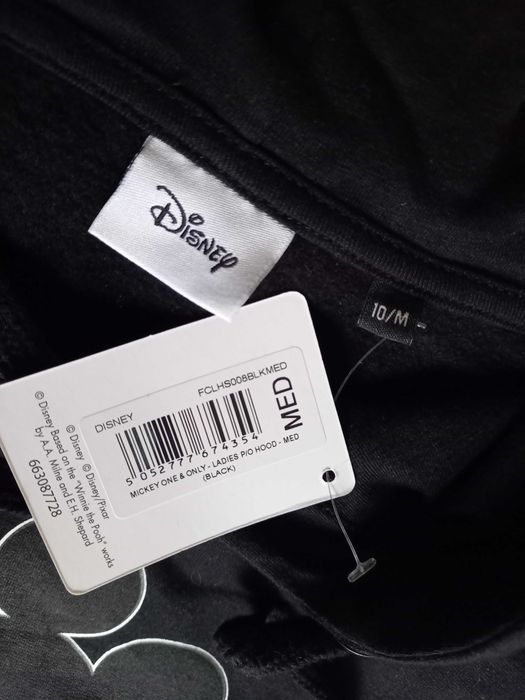 Disney
10/M
DISNEY
FCLHS008BLKMED
5 052777 674354
MED
MICKEY ONE & ONLY - LADIES P/O HOOD - MED
(BLACK)
© Disney © Disney/Pixar
© Disney Based on the "Winnie the Pooh" works
by A.A. Milne and E.H. Shepard
663087728